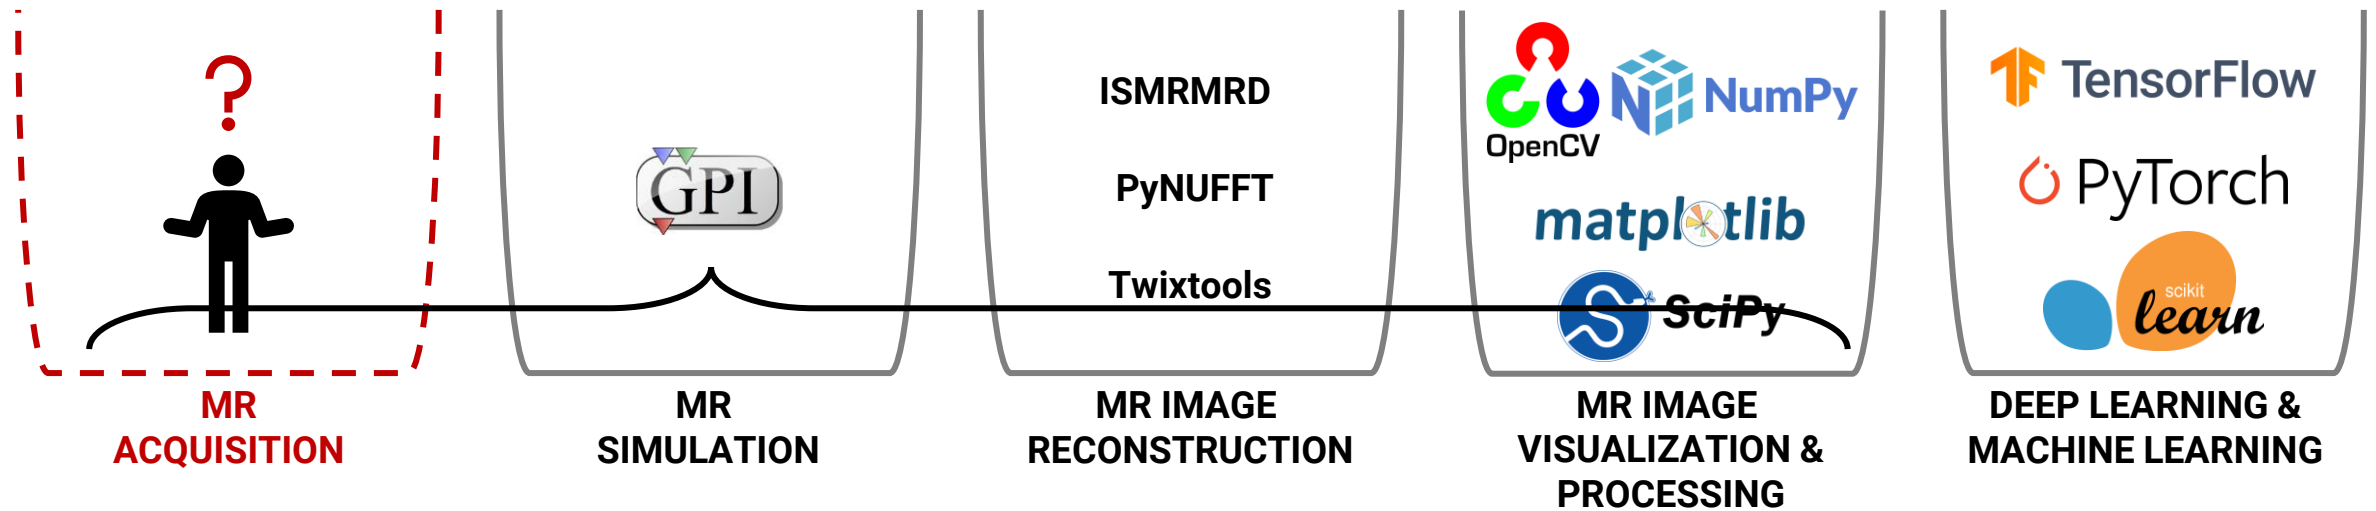 ?
MR
ACQUISITION
GPI
MR
SIMULATION
ISMRMRD
PyNUFFT
Twixtools
MR IMAGE
RECONSTRUCTION
OpenCV
NumPy
matplotlib
SciPy
MR IMAGE
VISUALIZATION &
PROCESSING
TensorFlow
PyTorch
scikit
learn
DEEP LEARNING &
MACHINE LEARNING